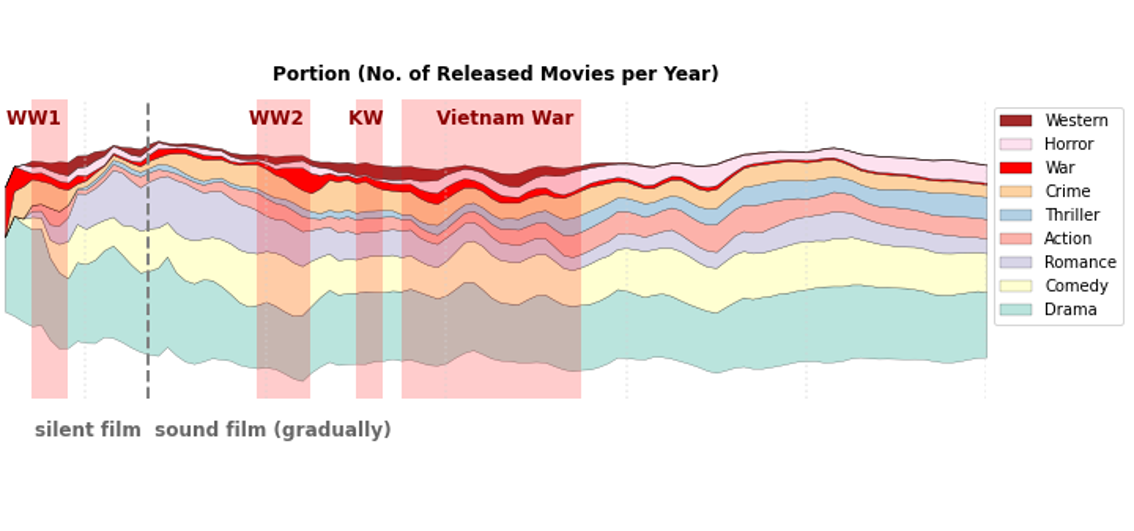 Portion (No. of Released Movies per Year)
WW1
WW2
KW
Vietnam War
Western
Horror
War
Crime
Thriller
Action
Romance
Comedy
Drama
silent film
sound film (gradually)